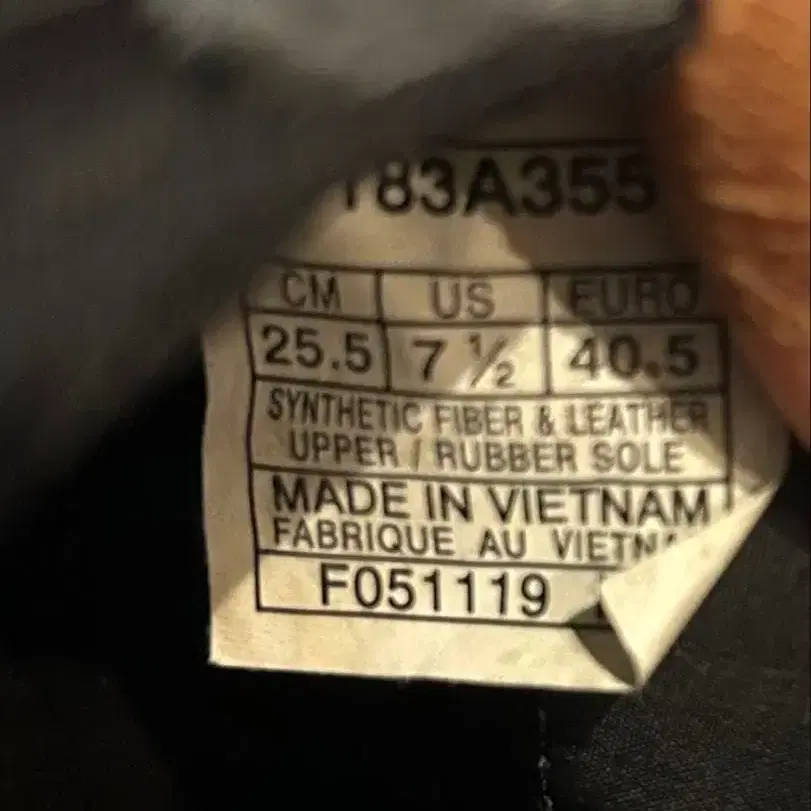 183A355
CM US EURO
25.5 7 ½ 40.5
SYNTHETIC FIBER & LEATHER
UPPER / RUBBER SOLE
MADE IN VIETNAM
FABRIQUE AU
F051119